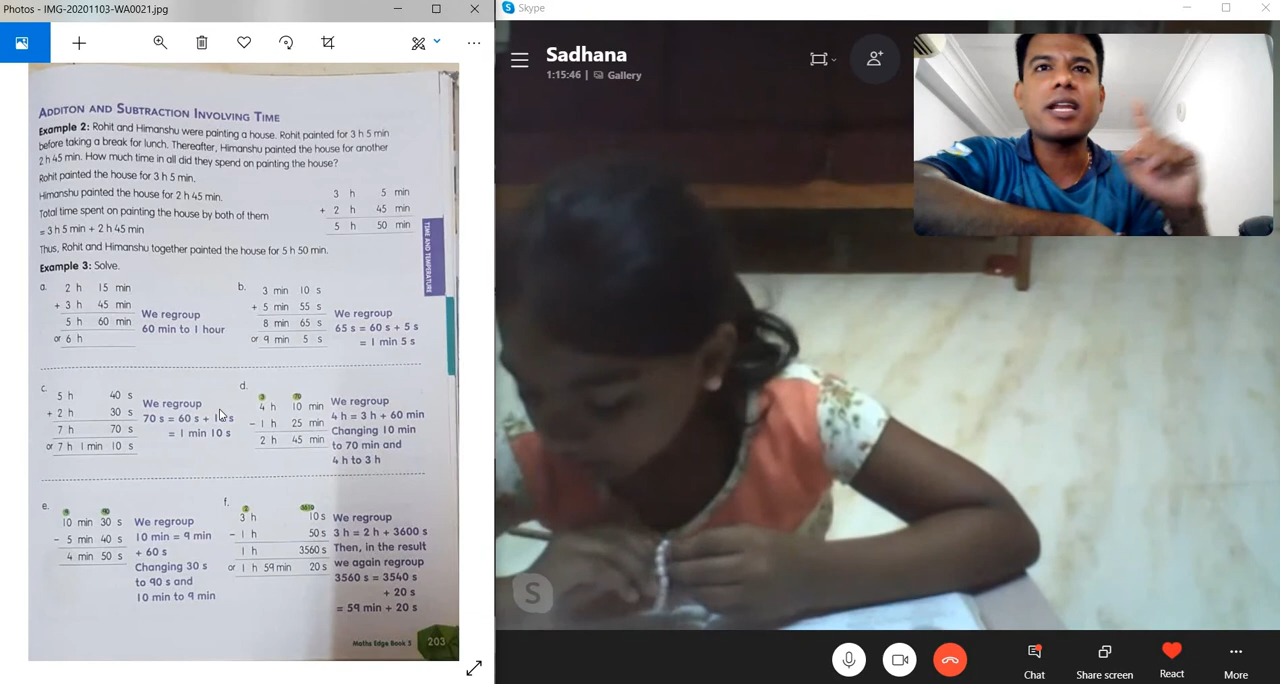 Photos - IMG-20201103-WA0021.jpg
Skype
Sadhana
1:15:46 | Gallery
ADDITON AND SUBTRACTION INVOLVING TIME
Example 2: Rohit and Himanshu were painting a house. Rohit painted for 3 h 5 min
before taking a break for lunch. Thereafter, Himanshu painted the house for another
2 h 45 min. How much time in all did they spend on painting the house?
Rohit painted the house for 3 h 5 min.
Himanshu painted the house for 2 h 45 min.
Total time spent on painting the house by both of them
= 3 h 5 min + 2 h 45 min
3 h 5 min
+ 2 h 45 min
5 h 50 min
Thus, Rohit and Himanshu together painted the house for 5 h 50 min.
TIME AND TEMPERATURE
Example 3: Solve.
a.
2 h 15 min
+ 3 h 45 min
5 h 60 min
or 6 h
We regroup
60 min to 1 hour
b.
3 min 10 s
+ 5 min 55 s
8 min 65 s
or 9 min 5 s
We regroup
65 s = 60 s + 5 s
= 1 min 5 s
c.
5 h 40 s
+ 2 h 30 s
7 h 70 s
or 7 h 1 min 10 s
We regroup
70 s = 60 s + s
= 1 min 10 s
d.
3 70
4 h 10 min
- 1 h 25 min
2 h 45 min
We regroup
4 h = 3 h + 60 min
Changing 10 min
to 70 min and
4 h to 3 h
e.
9 90
10 min 30 s
- 5 min 40 s
4 min 50 s
We regroup
10 min = 9 min
+ 60 s
Changing 30 s
to 90 s and
10 min to 9 min
f.
2 3610
3 h 10 s
- 1 h 50 s
1 h 3560 s
or 1 h 59 min 20 s
We regroup
3 h = 2 h + 3600 s
Then, in the result
we again regroup
3560 s = 3540 s
+ 20 s
= 59 min + 20 s
Maths Edge Book 3 203
S
Chat
Share screen
React
More